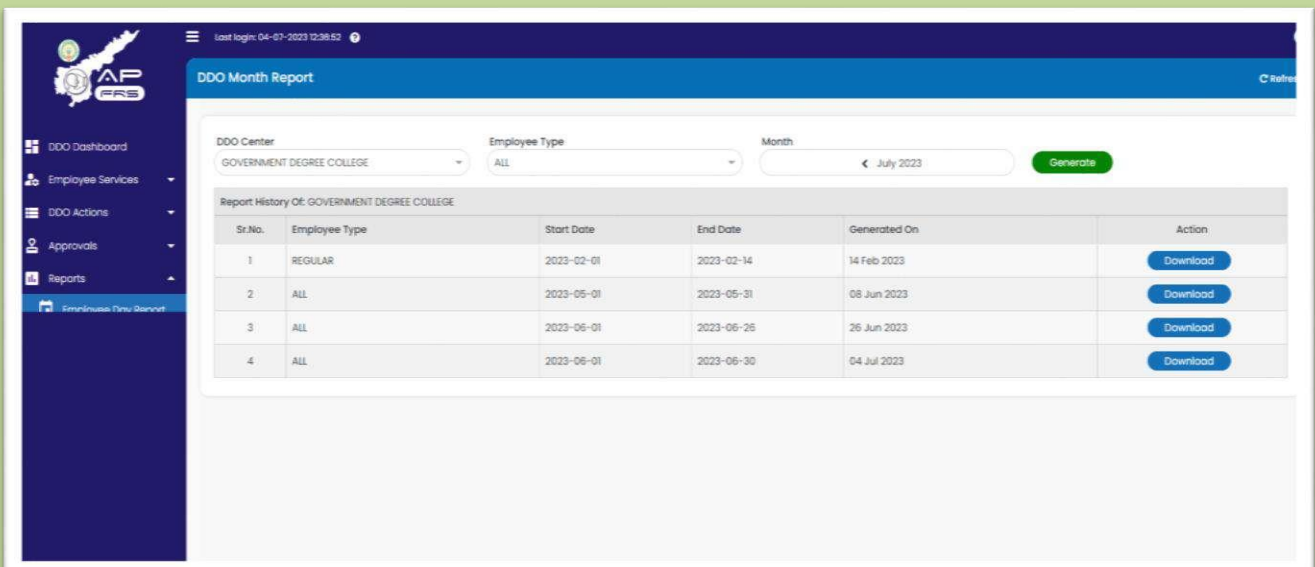 Last login: 04-07-2023 12:36:52
AP
FRS
DDO Month Report
Refres
DDO Dashboard
Employee Services
DDO Actions
Approvals
Reports
Employee Day Report
DDO Center Employee Type Month
GOVERNMENT DEGREE COLLEGE ALL July 2023 Generate
Report History Of: GOVERNMENT DEGREE COLLEGE
Sr.No. Employee Type Start Date End Date Generated On Action
1 REGULAR 2023-02-01 2023-02-14 14 Feb 2023 Download
2 ALL 2023-05-01 2023-05-31 08 Jun 2023 Download
3 ALL 2023-06-01 2023-06-26 26 Jun 2023 Download
4 ALL 2023-06-01 2023-06-30 04 Jul 2023 Download